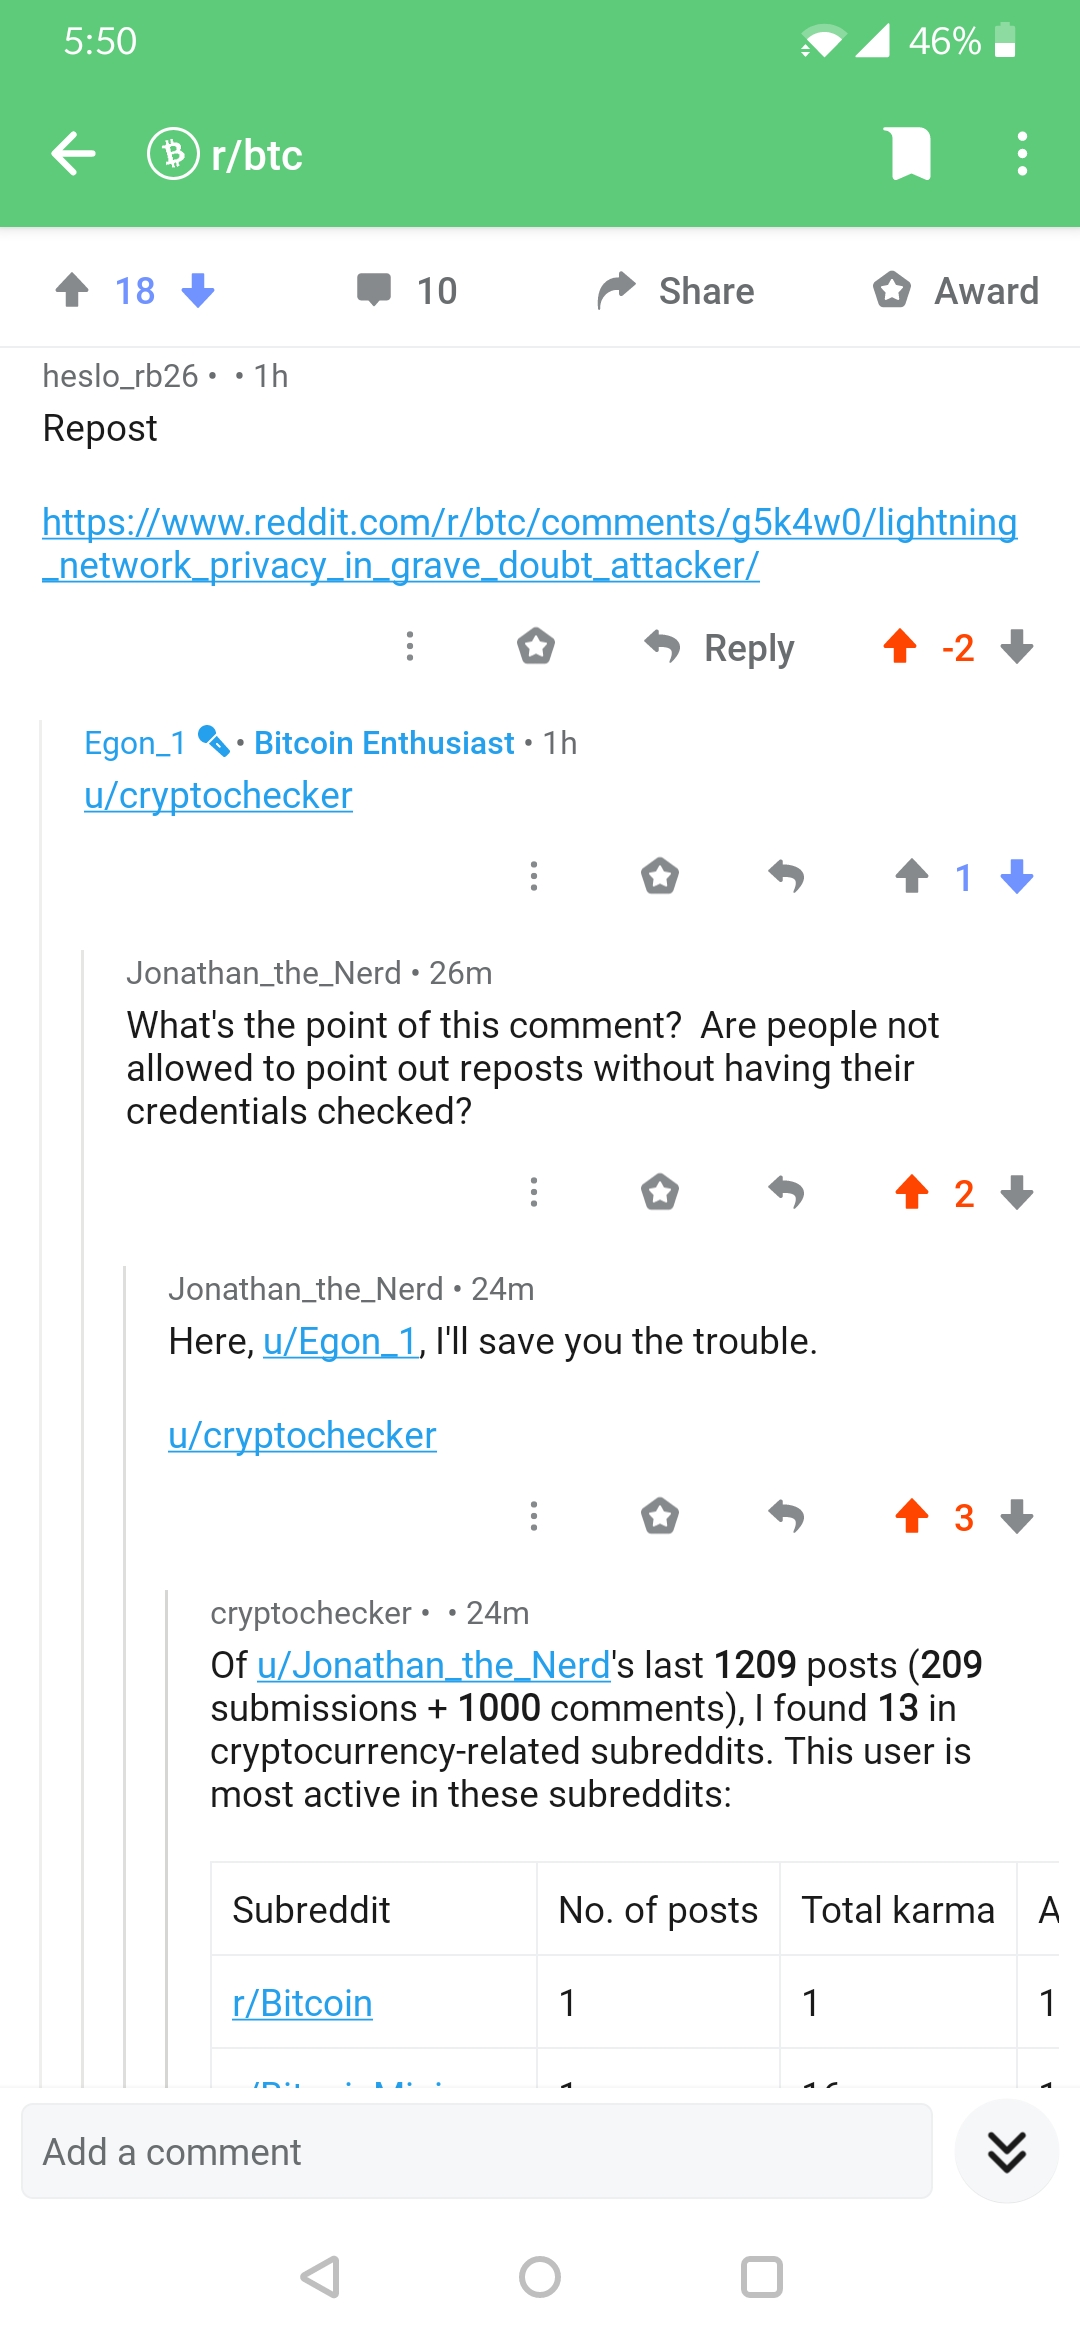 5:50
46%
r/btc
18
10
Share
Award
heslo_rb26 • • 1h
Repost
https://www.reddit.com/r/btc/comments/g5k4w0/lightning
_network_privacy_in_grave_doubt_attacker/
Reply
-2
Egon_1 • Bitcoin Enthusiast • 1h
u/cryptochecker
1
Jonathan_the_Nerd • 26m
What's the point of this comment?  Are people not
allowed to point out reposts without having their
credentials checked?
2
Jonathan_the_Nerd • 24m
Here, u/Egon_1, I'll save you the trouble.
u/cryptochecker
3
cryptochecker • • 24m
Of u/Jonathan_the_Nerd's last 1209 posts (209
submissions + 1000 comments), I found 13 in
cryptocurrency-related subreddits. This user is
most active in these subreddits:
Subreddit No. of posts Total karma A
r/Bitcoin 1 1 1
Add a comment